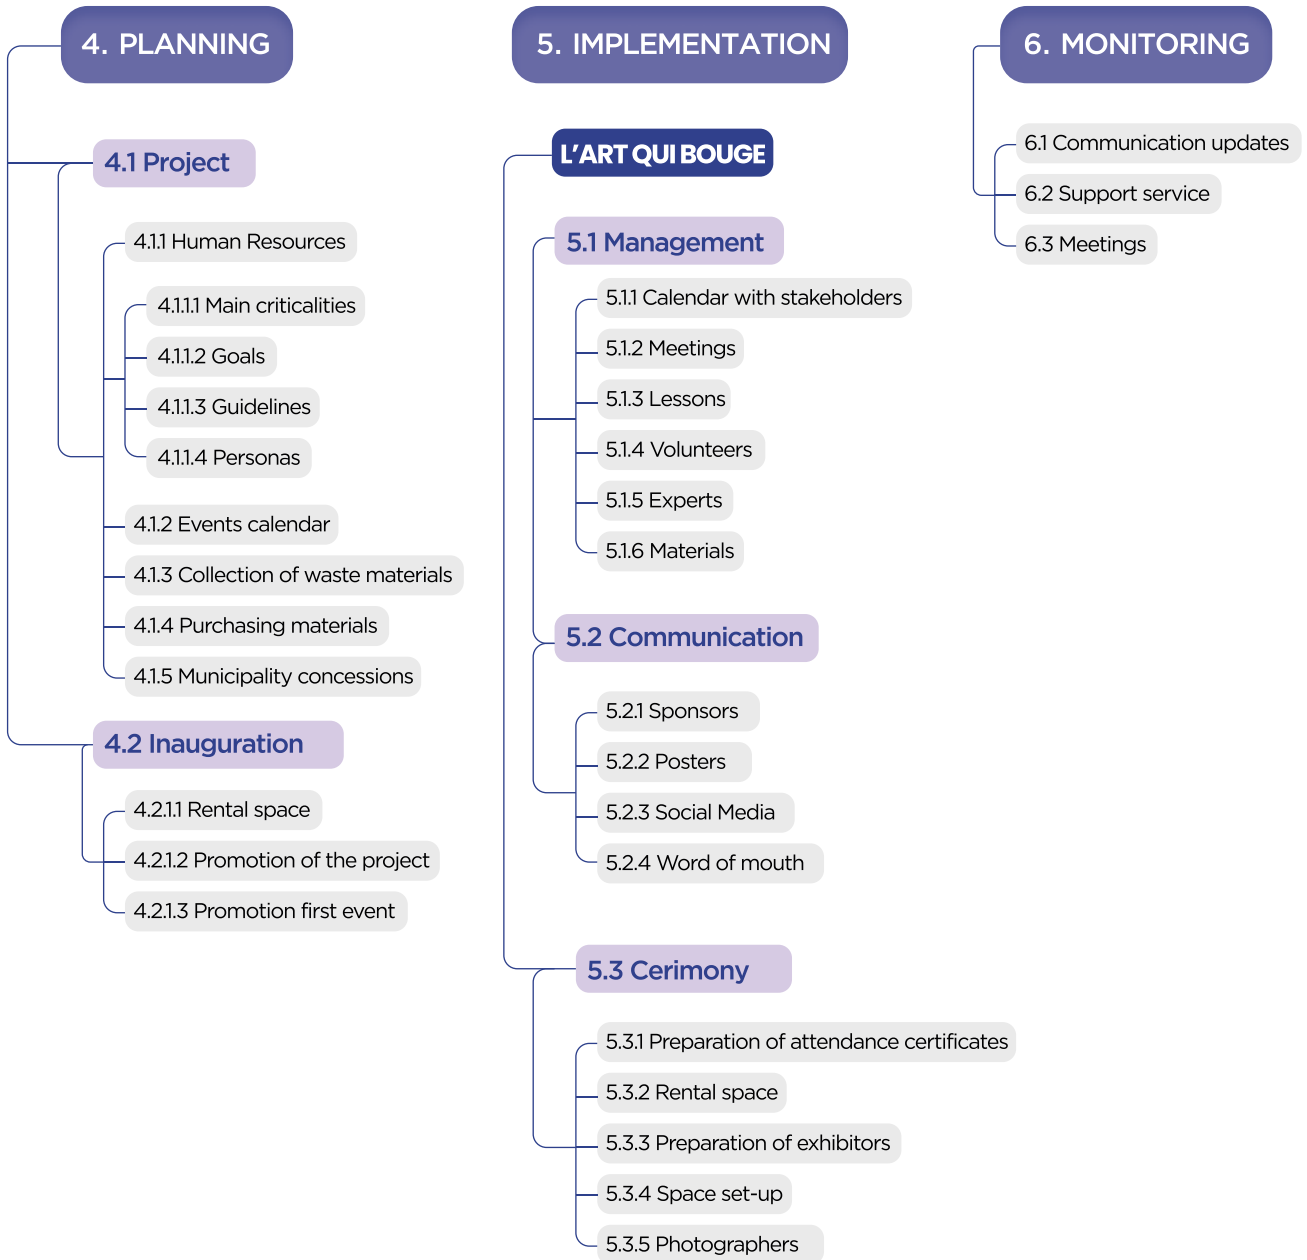 4. PLANNING
4.1 Project
4.1.1 Human Resources
4.1.1.1 Main criticalities
4.1.1.2 Goals
4.1.1.3 Guidelines
4.1.1.4 Personas
4.1.2 Events calendar
4.1.3 Collection of waste materials
4.1.4 Purchasing materials
4.1.5 Municipality concessions
4.2 Inauguration
4.2.1.1 Rental space
4.2.1.2 Promotion of the project
4.2.1.3 Promotion first event
5. IMPLEMENTATION
L’ART QUI BOUGE
5.1 Management
5.1.1 Calendar with stakeholders
5.1.2 Meetings
5.1.3 Lessons
5.1.4 Volunteers
5.1.5 Experts
5.1.6 Materials
5.2 Communication
5.2.1 Sponsors
5.2.2 Posters
5.2.3 Social Media
5.2.4 Word of mouth
5.3 Cerimony
5.3.1 Preparation of attendance certificates
5.3.2 Rental space
5.3.3 Preparation of exhibitors
5.3.4 Space set-up
5.3.5 Photographers
6. MONITORING
6.1 Communication updates
6.2 Support service
6.3 Meetings